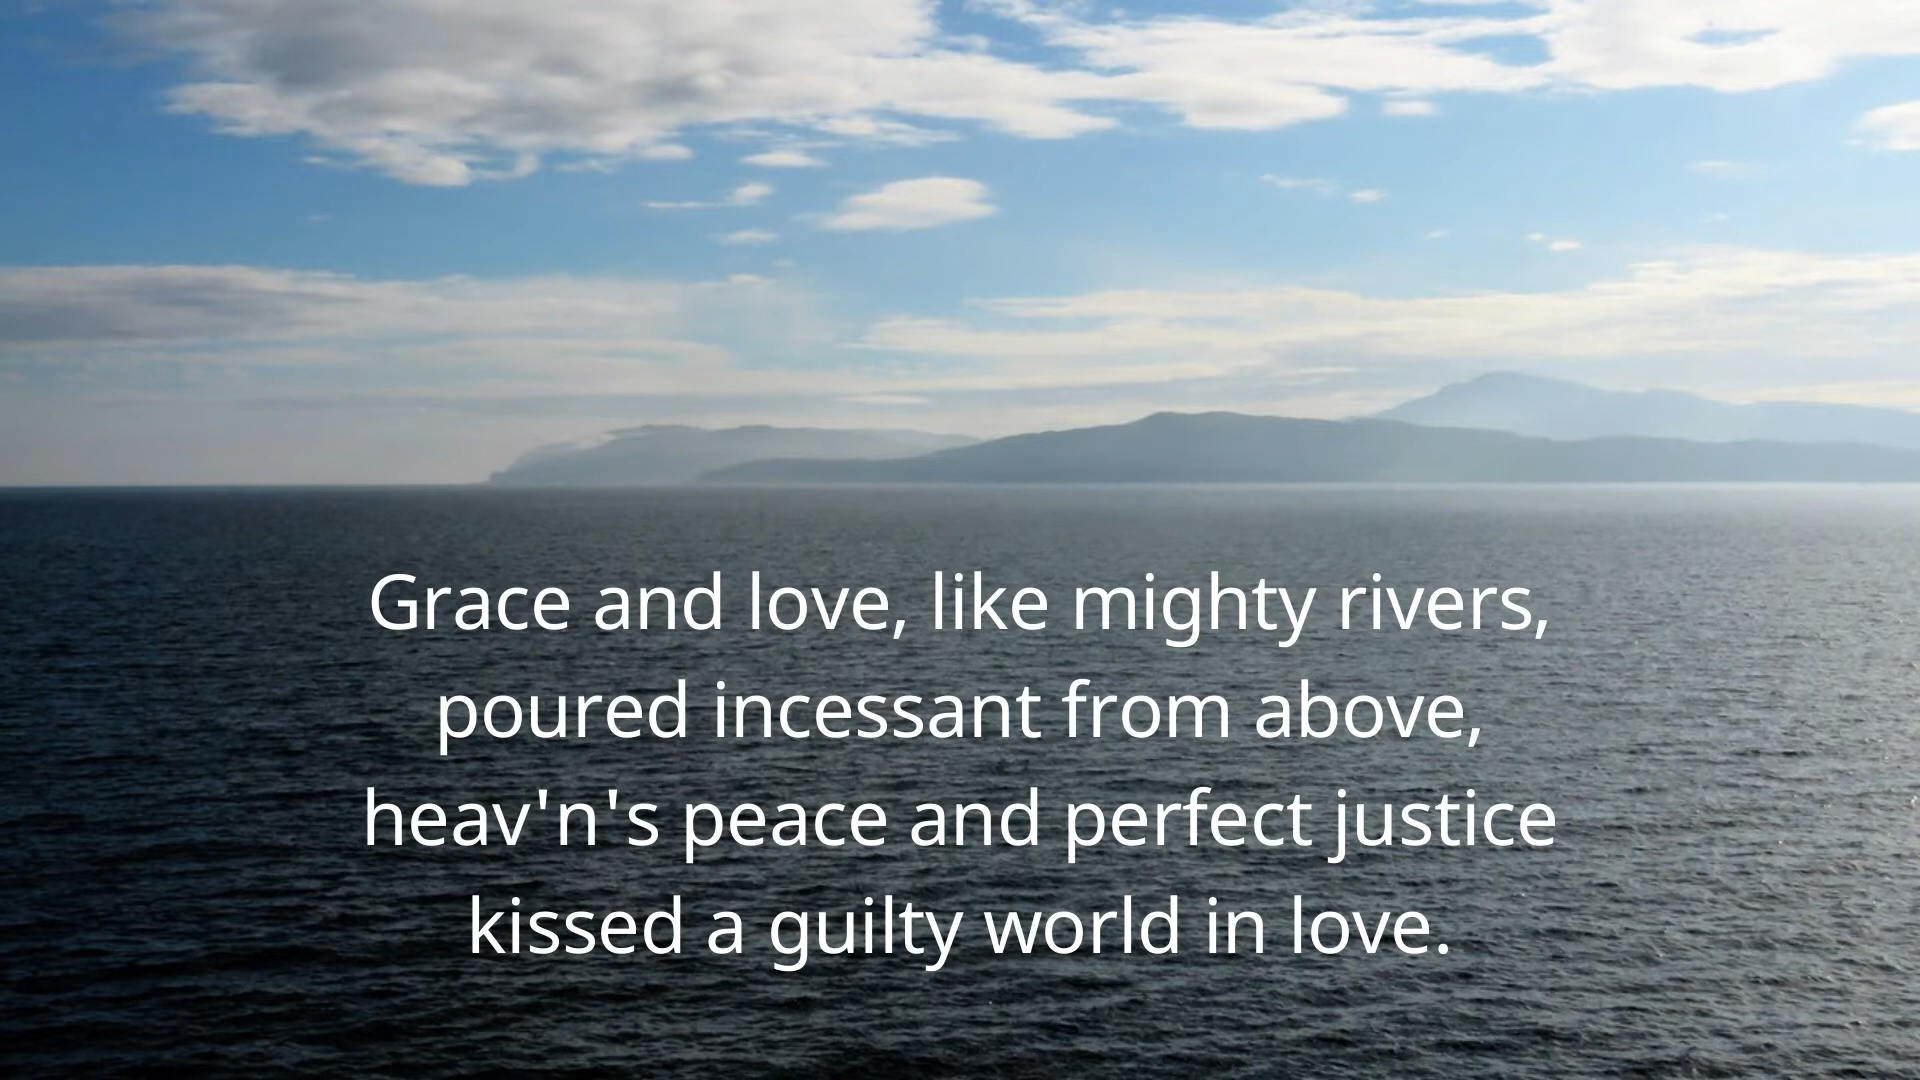 Grace and love, like mighty rivers,
poured incessant from above,
heav'n's peace and perfect justice
kissed a guilty world in love.